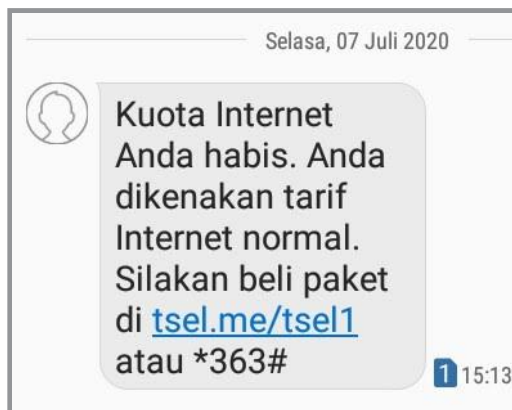 Selasa, 07 Juli 2020
Kuota Internet
Anda habis. Anda
dikenakan tarif
Internet normal.
Silakan beli paket
di tsel.me/tsel1
atau *363#
1 15:13